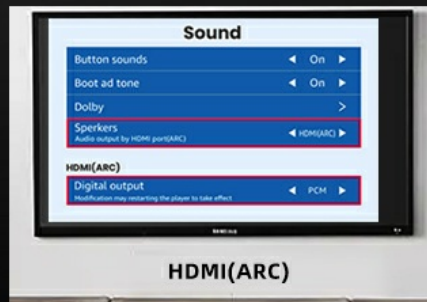 Sound
Button sounds ◀ On ▶
Boot ad tone ◀ On ▶
Dolby >
Sperkers ◀ HDMI(ARC) ▶
Audio output by HDMI port(ARC)
HDMI(ARC)
Digital output ◀ PCM ▶
Modification may restarting the player to take effect
HDMI(ARC)